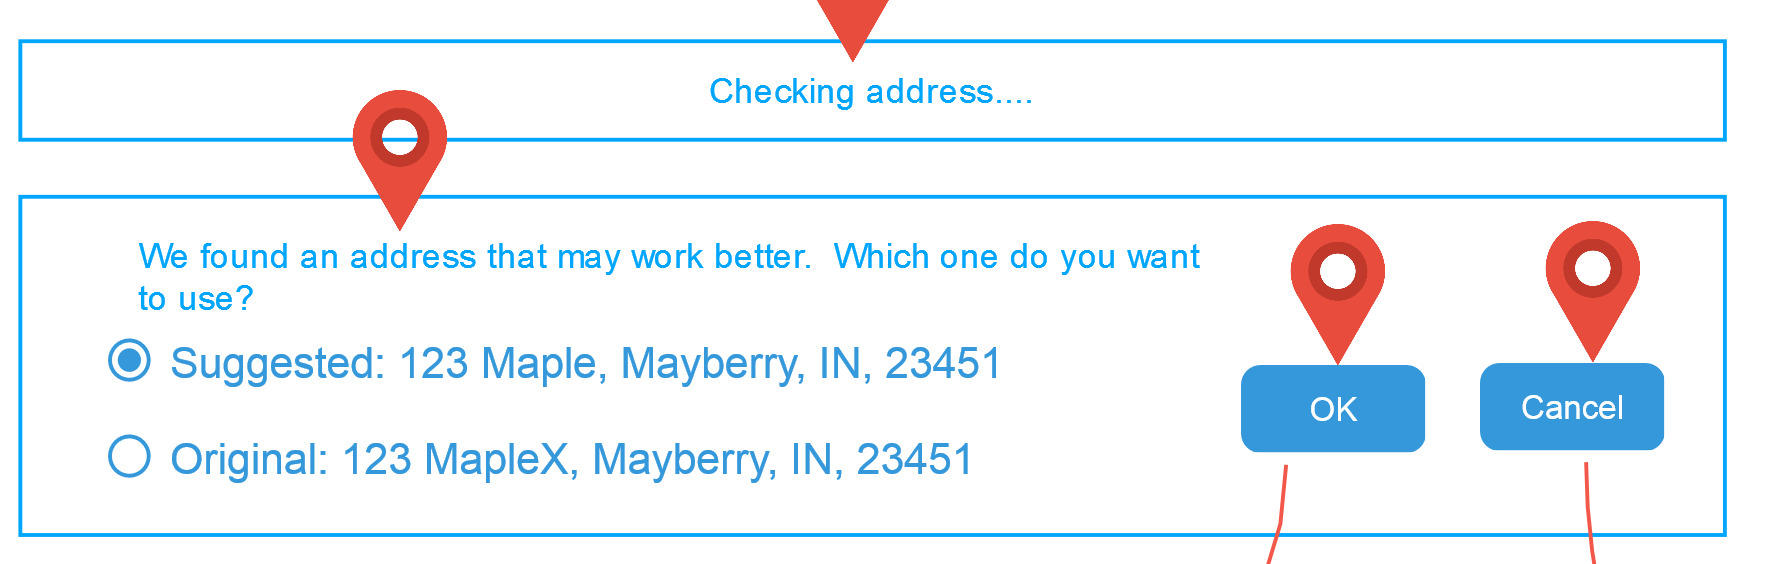 Checking address....
We found an address that may work better.  Which one do you want
to use?
Suggested: 123 Maple, Mayberry, IN, 23451
Original: 123 MapleX, Mayberry, IN, 23451
OK
Cancel